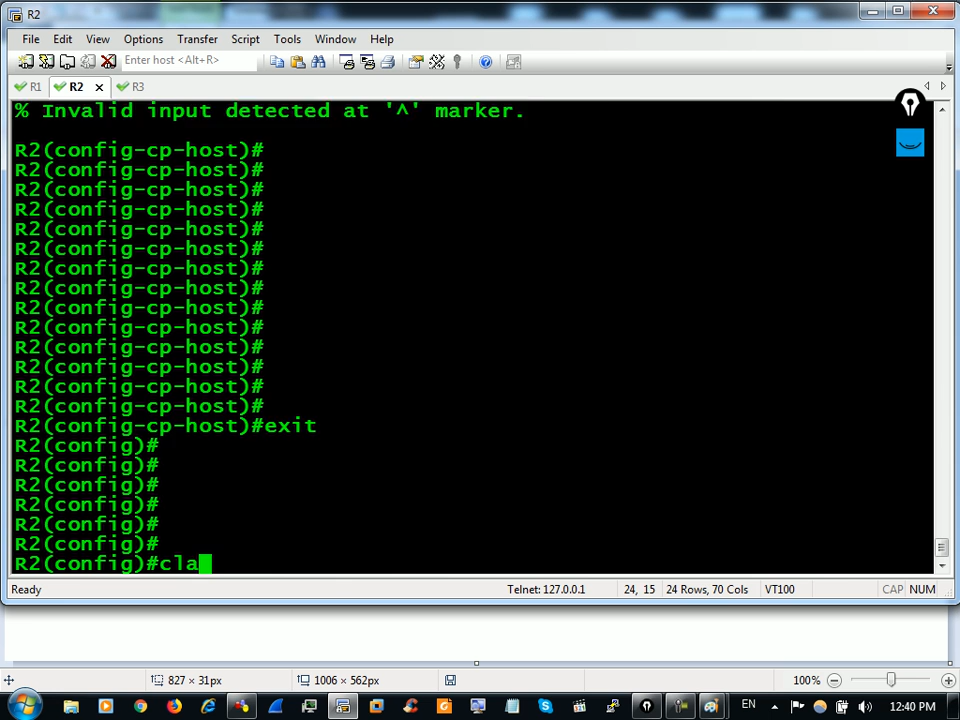 R2
File Edit View Options Transfer Script Tools Window Help
Enter host <Alt+R>
R1 R2 R3
% Invalid input detected at '^' marker.
R2(config-cp-host)#
R2(config-cp-host)#
R2(config-cp-host)#
R2(config-cp-host)#
R2(config-cp-host)#
R2(config-cp-host)#
R2(config-cp-host)#
R2(config-cp-host)#
R2(config-cp-host)#
R2(config-cp-host)#
R2(config-cp-host)#
R2(config-cp-host)#
R2(config-cp-host)#
R2(config-cp-host)#
R2(config-cp-host)#exit
R2(config)#
R2(config)#
R2(config)#
R2(config)#
R2(config)#
R2(config)#
R2(config)#cla
Ready Telnet: 127.0.0.1 24, 15 24 Rows, 70 Cols VT100 CAP NUM
827 × 31px 1006 × 562px 100%
EN 12:40 PM